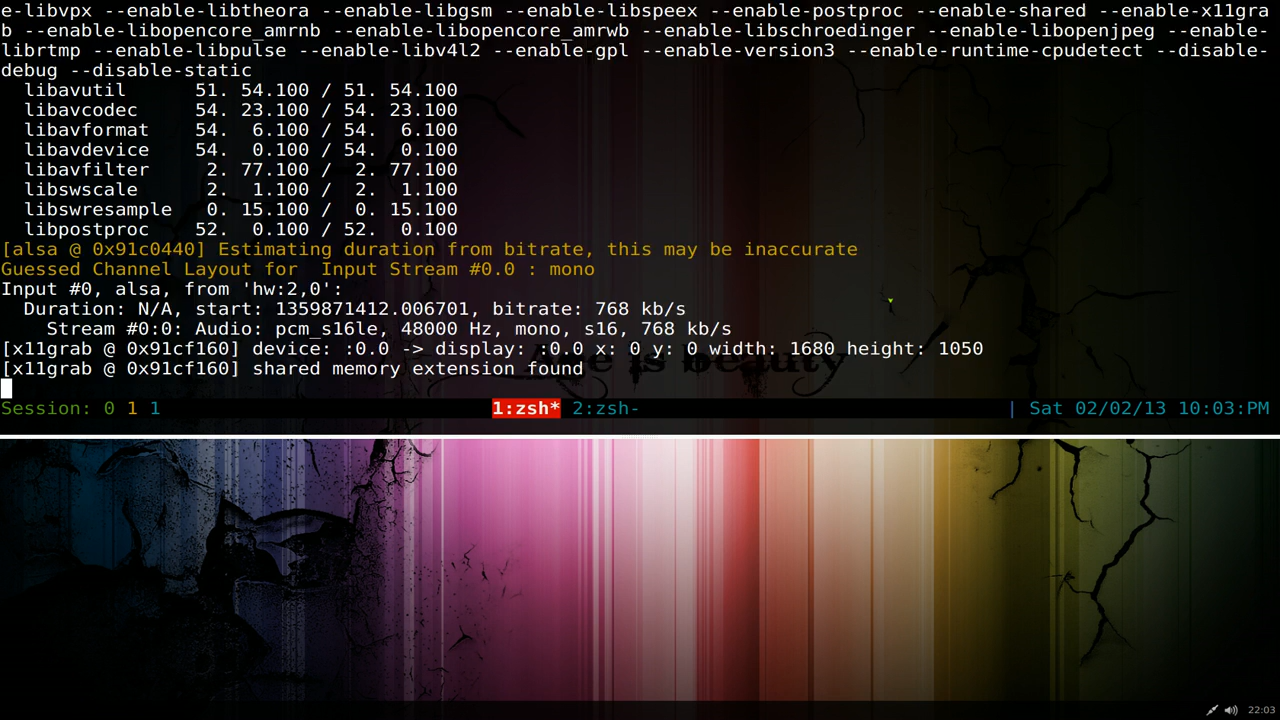 e-libvpx --enable-libtheora --enable-libgsm --enable-libspeex --enable-postproc --enable-shared --enable-x11gra
b --enable-libopencore_amrnb --enable-libopencore_amrwb --enable-libschroedinger --enable-libopenjpeg --enable-
librtmp --enable-libpulse --enable-libv4l2 --enable-gpl --enable-version3 --enable-runtime-cpudetect --disable-
debug --disable-static
  libavutil      51. 54.100 / 51. 54.100
  libavcodec     54. 23.100 / 54. 23.100
  libavformat    54.  6.100 / 54.  6.100
  libavdevice    54.  0.100 / 54.  0.100
  libavfilter     2. 77.100 /  2. 77.100
  libswscale      2.  1.100 /  2.  1.100
  libswresample   0. 15.100 /  0. 15.100
  libpostproc    52.  0.100 / 52.  0.100
[alsa @ 0x91c0440] Estimating duration from bitrate, this may be inaccurate
Guessed Channel Layout for  Input Stream #0.0 : mono
Input #0, alsa, from 'hw:2,0':
  Duration: N/A, start: 1359871412.006701, bitrate: 768 kb/s
    Stream #0:0: Audio: pcm_s16le, 48000 Hz, mono, s16, 768 kb/s
[x11grab @ 0x91cf160] device: :0.0 -> display: :0.0 x: 0 y: 0 width: 1680 height: 1050
is beauty
[x11grab @ 0x91cf160] shared memory extension found
Session: 0 1 1 1:zsh* 2:zsh- | Sat 02/02/13 10:03:PM
22:03